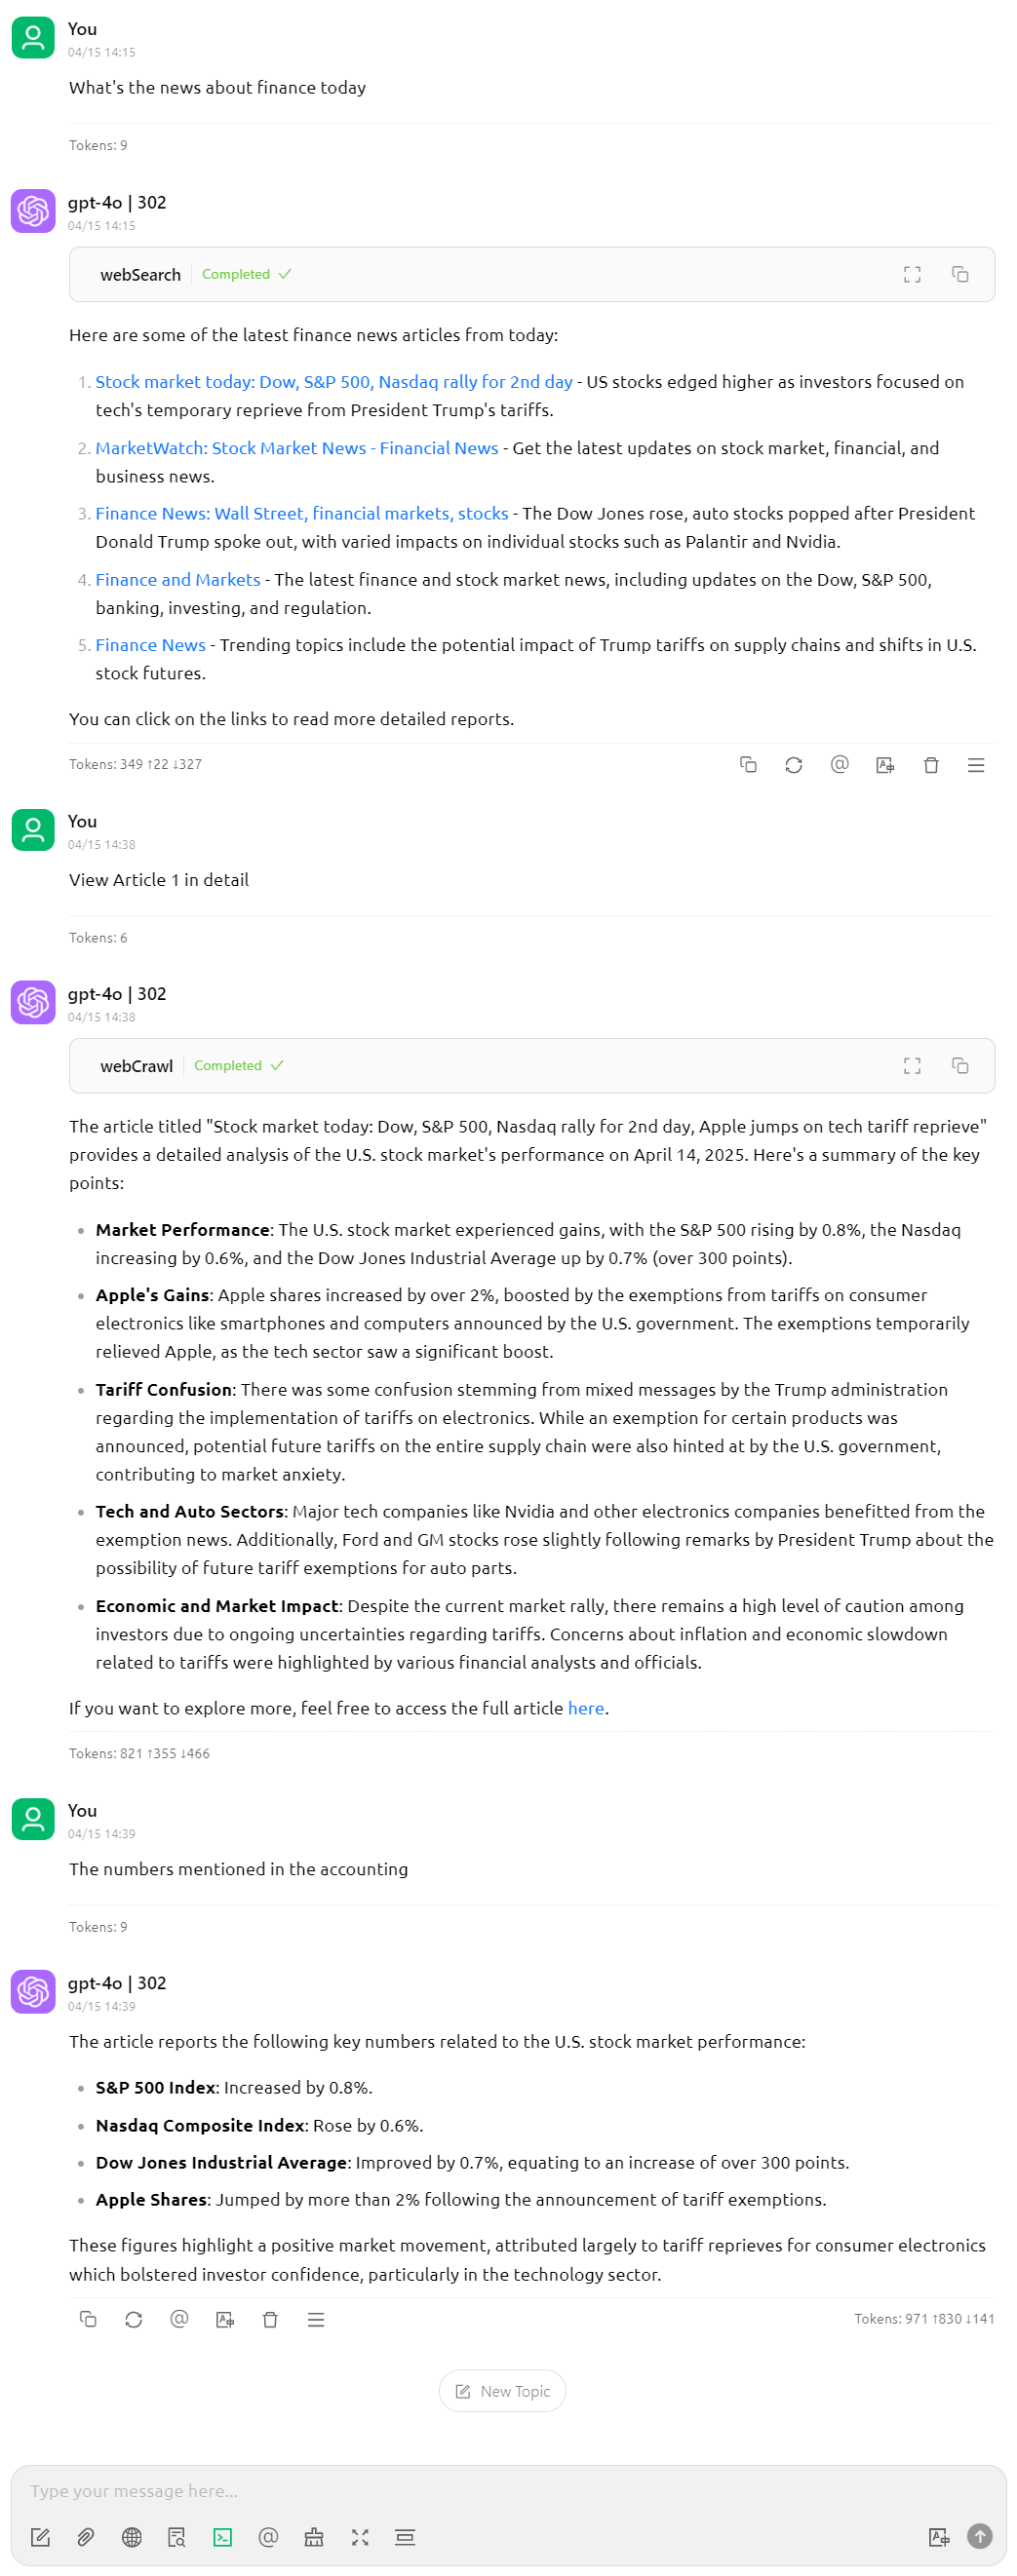 You
04/15 14:15
What's the news about finance today
Tokens: 9
gpt-4o | 302
04/15 14:15
webSearch Completed
Here are some of the latest finance news articles from today:
1. Stock market today: Dow, S&P 500, Nasdaq rally for 2nd day - US stocks edged higher as investors focused on
tech's temporary reprieve from President Trump's tariffs.
2. MarketWatch: Stock Market News - Financial News - Get the latest updates on stock market, financial, and
business news.
3. Finance News: Wall Street, financial markets, stocks - The Dow Jones rose, auto stocks popped after President
Donald Trump spoke out, with varied impacts on individual stocks such as Palantir and Nvidia.
4. Finance and Markets - The latest finance and stock market news, including updates on the Dow, S&P 500,
banking, investing, and regulation.
5. Finance News - Trending topics include the potential impact of Trump tariffs on supply chains and shifts in U.S.
stock futures.
You can click on the links to read more detailed reports.
Tokens: 349 ↑22 ↓327
You
04/15 14:38
View Article 1 in detail
Tokens: 6
gpt-4o | 302
04/15 14:38
webCrawl Completed
The article titled "Stock market today: Dow, S&P 500, Nasdaq rally for 2nd day, Apple jumps on tech tariff reprieve"
provides a detailed analysis of the U.S. stock market's performance on April 14, 2025. Here's a summary of the key
points:
• Market Performance: The U.S. stock market experienced gains, with the S&P 500 rising by 0.8%, the Nasdaq
increasing by 0.6%, and the Dow Jones Industrial Average up by 0.7% (over 300 points).
• Apple's Gains: Apple shares increased by over 2%, boosted by the exemptions from tariffs on consumer
electronics like smartphones and computers announced by the U.S. government. The exemptions temporarily
relieved Apple, as the tech sector saw a significant boost.
• Tariff Confusion: There was some confusion stemming from mixed messages by the Trump administration
regarding the implementation of tariffs on electronics. While an exemption for certain products was
announced, potential future tariffs on the entire supply chain were also hinted at by the U.S. government,
contributing to market anxiety.
• Tech and Auto Sectors: Major tech companies like Nvidia and other electronics companies benefitted from the
exemption news. Additionally, Ford and GM stocks rose slightly following remarks by President Trump about the
possibility of future tariff exemptions for auto parts.
• Economic and Market Impact: Despite the current market rally, there remains a high level of caution among
investors due to ongoing uncertainties regarding tariffs. Concerns about inflation and economic slowdown
related to tariffs were highlighted by various financial analysts and officials.
If you want to explore more, feel free to access the full article here.
Tokens: 821 ↑355 ↓466
You
04/15 14:39
The numbers mentioned in the accounting
Tokens: 9
gpt-4o | 302
04/15 14:39
The article reports the following key numbers related to the U.S. stock market performance:
• S&P 500 Index: Increased by 0.8%.
• Nasdaq Composite Index: Rose by 0.6%.
• Dow Jones Industrial Average: Improved by 0.7%, equating to an increase of over 300 points.
• Apple Shares: Jumped by more than 2% following the announcement of tariff exemptions.
These figures highlight a positive market movement, attributed largely to tariff reprieves for consumer electronics
which bolstered investor confidence, particularly in the technology sector.
Tokens: 971 ↑830 ↓141
New Topic
Type your message here...